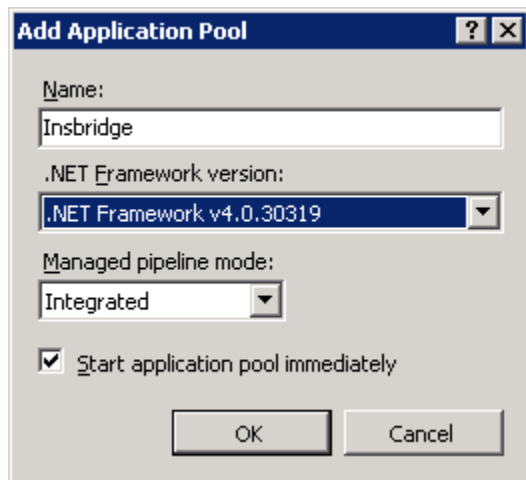 Add Application Pool
Name:
Insbridge
.NET Framework version:
.NET Framework v4.0.30319
Managed pipeline mode:
Integrated
Start application pool immediately
OK Cancel